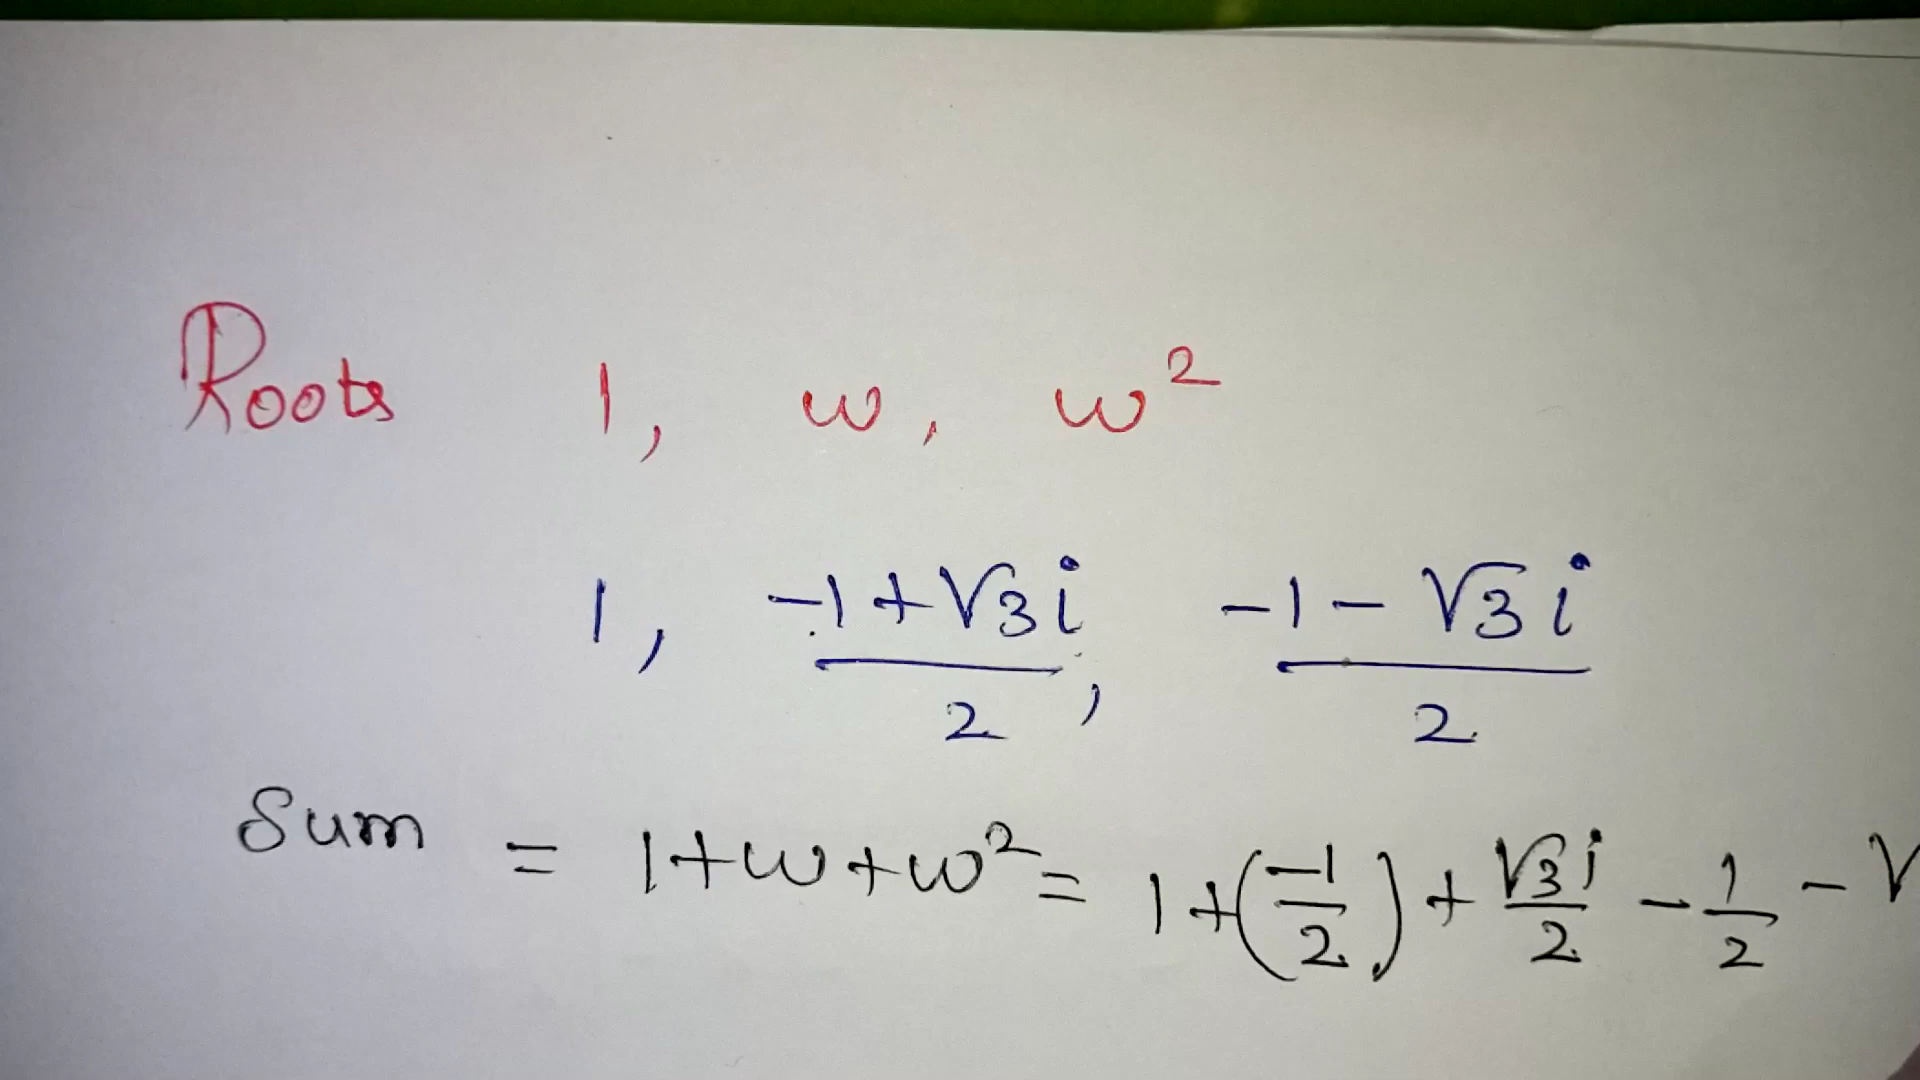 Roots 1, ω, ω²
1, (-1+√3i)/2, (-1-√3i)/2
Sum = 1+ω+ω² = 1+(-1/2)+√3i/2 -1/2 -√